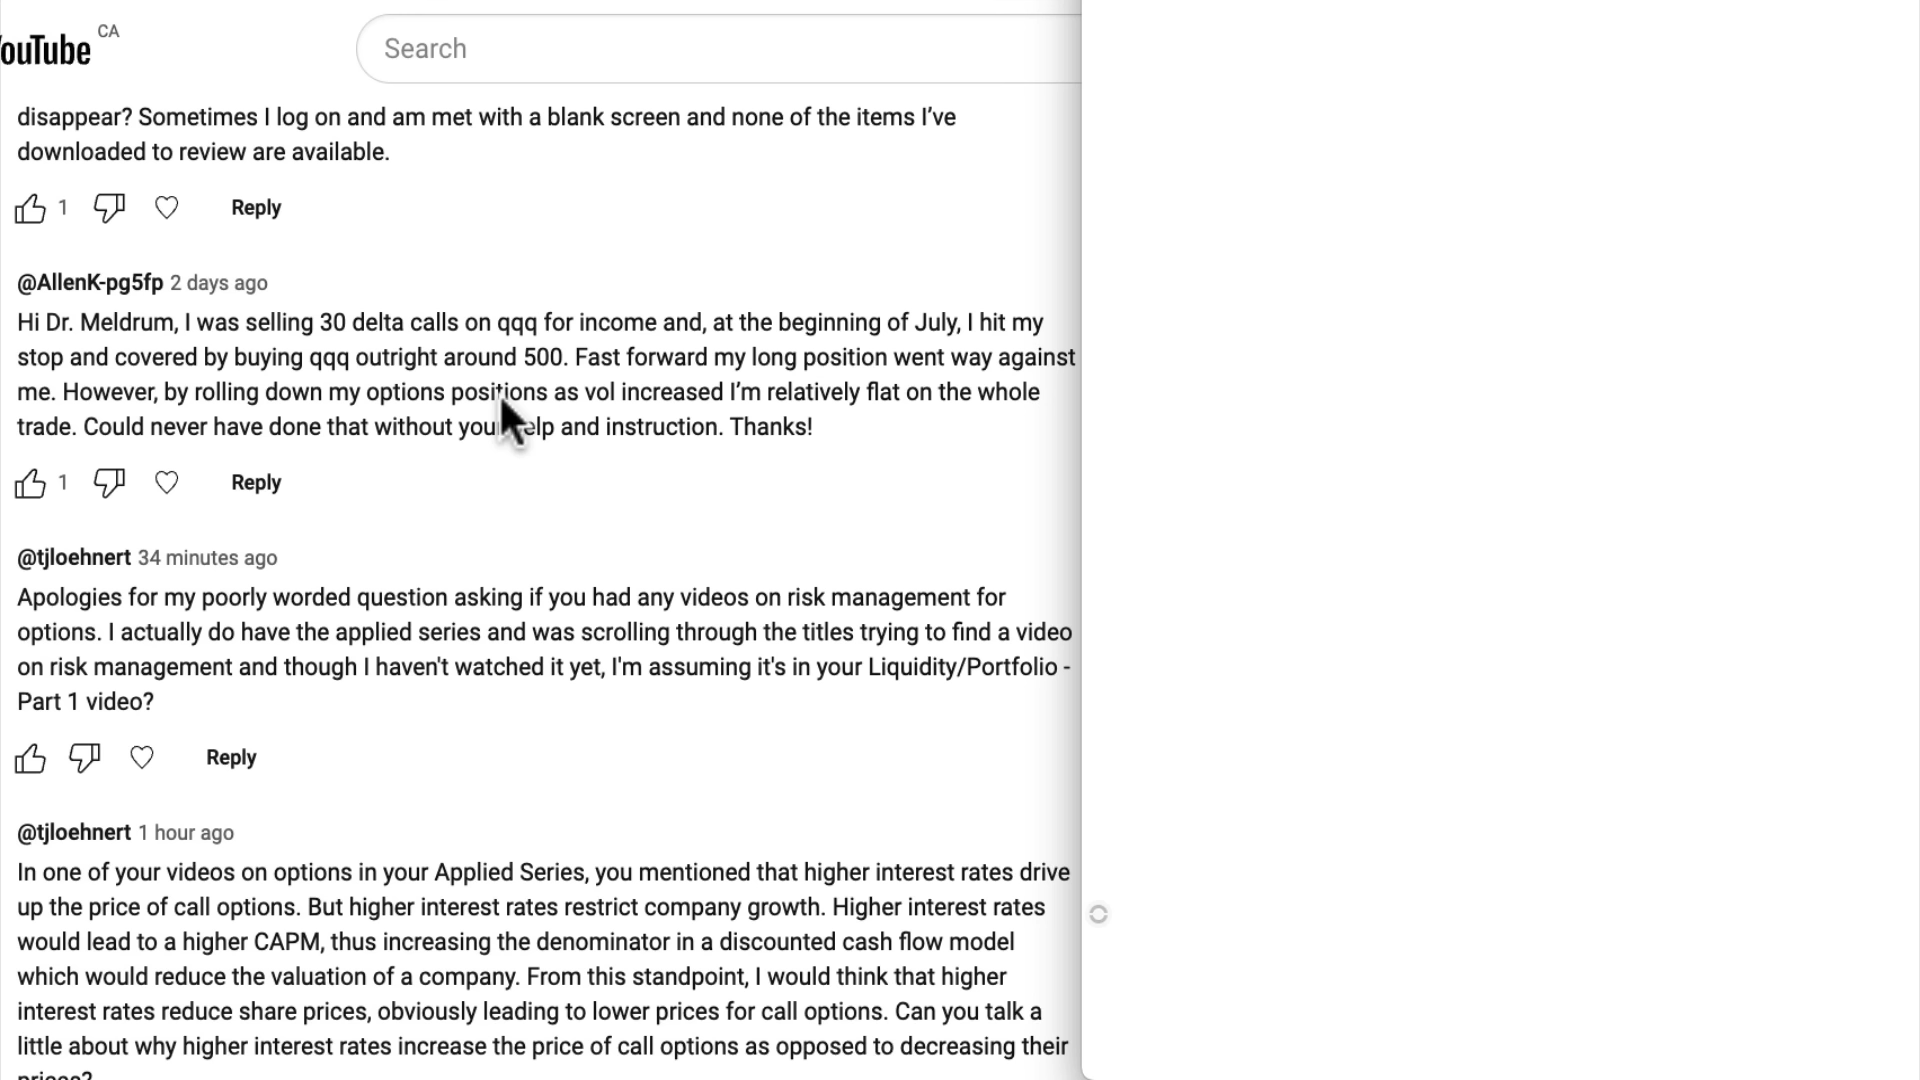 ouTube CA
Search
disappear? Sometimes I log on and am met with a blank screen and none of the items I've
downloaded to review are available.
1 Reply
@AllenK-pg5fp 2 days ago
Hi Dr. Meldrum, I was selling 30 delta calls on qqq for income and, at the beginning of July, I hit my
stop and covered by buying qqq outright around 500. Fast forward my long position went way against
me. However, by rolling down my options positions as vol increased I'm relatively flat on the whole
trade. Could never have done that without you elp and instruction. Thanks!
1 Reply
@tjloehnert 34 minutes ago
Apologies for my poorly worded question asking if you had any videos on risk management for
options. I actually do have the applied series and was scrolling through the titles trying to find a video
on risk management and though I haven't watched it yet, I'm assuming it's in your Liquidity/Portfolio -
Part 1 video?
Reply
@tjloehnert 1 hour ago
In one of your videos on options in your Applied Series, you mentioned that higher interest rates drive
up the price of call options. But higher interest rates restrict company growth. Higher interest rates
would lead to a higher CAPM, thus increasing the denominator in a discounted cash flow model
which would reduce the valuation of a company. From this standpoint, I would think that higher
interest rates reduce share prices, obviously leading to lower prices for call options. Can you talk a
little about why higher interest rates increase the price of call options as opposed to decreasing their
prices?